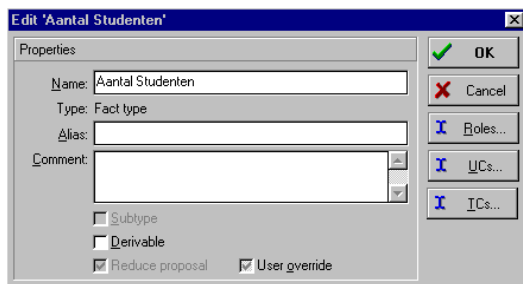 Edit 'Aantal Studenten'
Properties
Name: Aantal Studenten
Type: Fact type
Alias:
Comment:
Subtype
Derivable
Reduce proposal User override
OK
Cancel
Roles...
UCs...
TCs...